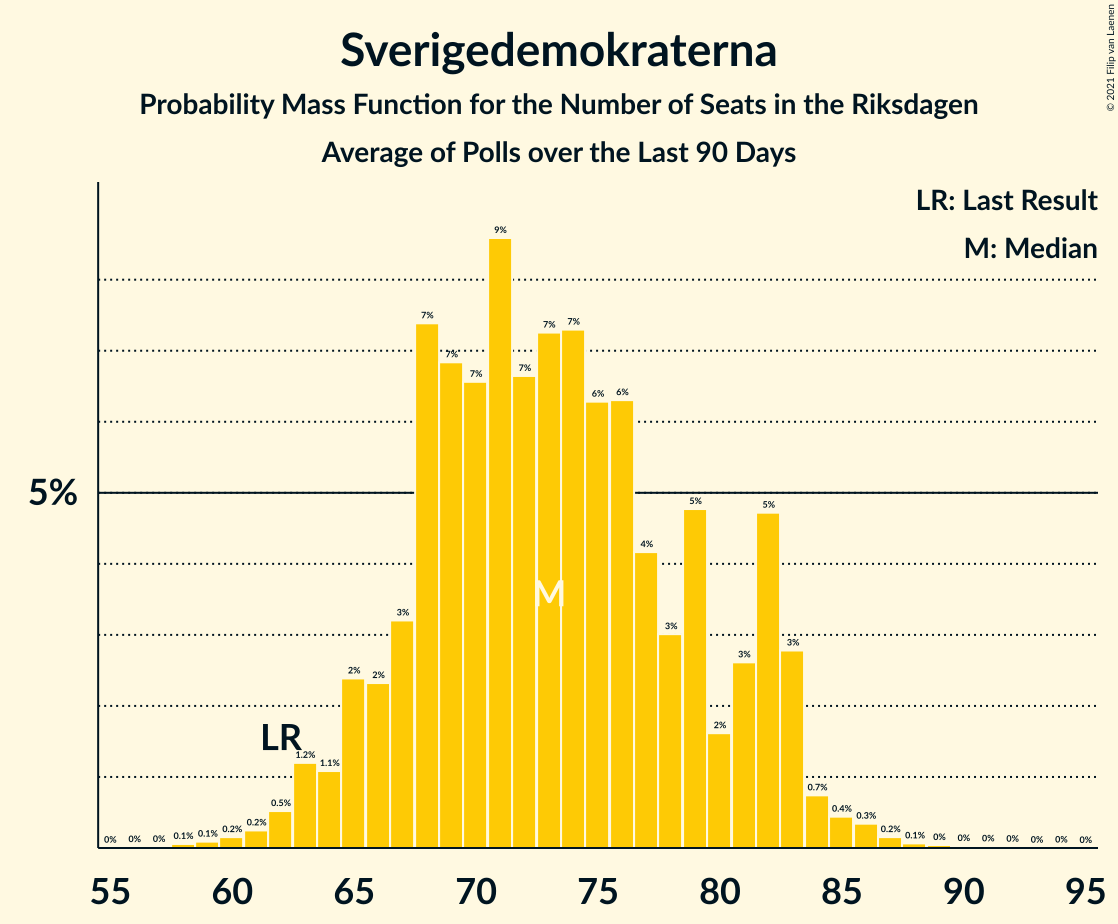 Sverigedemokraterna
Probability Mass Function for the Number of Seats in the Riksdagen
Average of Polls over the Last 90 Days
© 2021 Filip van Laenen
LR: Last Result
M: Median
5%
0% 0% 0% 0.1% 0.1% 0.2% 0.2% 0.5% 1.2% 1.1% 2% 2% 3% 7% 7% 7% 9% 7% 7% 7% 6% 6% 4% 3% 5% 2% 3% 5% 3% 0.7% 0.4% 0.3% 0.2% 0.1% 0% 0% 0% 0% 0% 0% 0%
LR
M
55 60 65 70 75 80 85 90 95